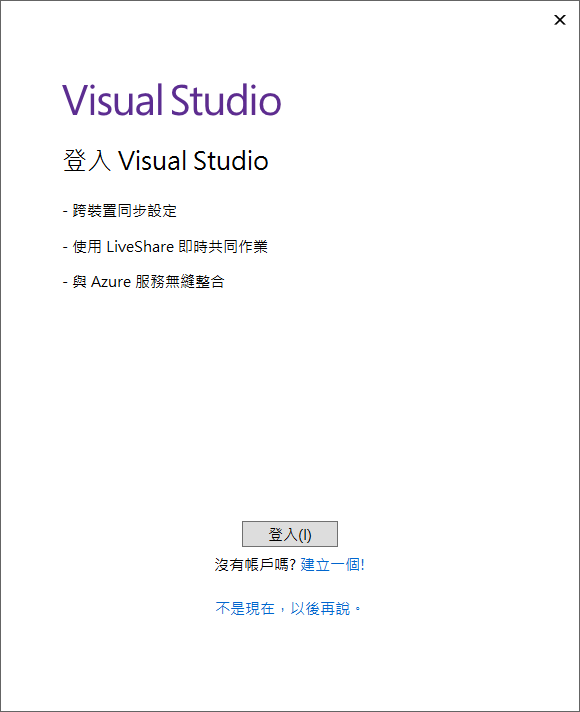 Visual Studio
登入 Visual Studio
- 跨裝置同步設定
- 使用 LiveShare 即時共同作業
- 與 Azure 服務無縫整合
登入(I)
沒有帳戶嗎? 建立一個!
不是現在，以後再說。